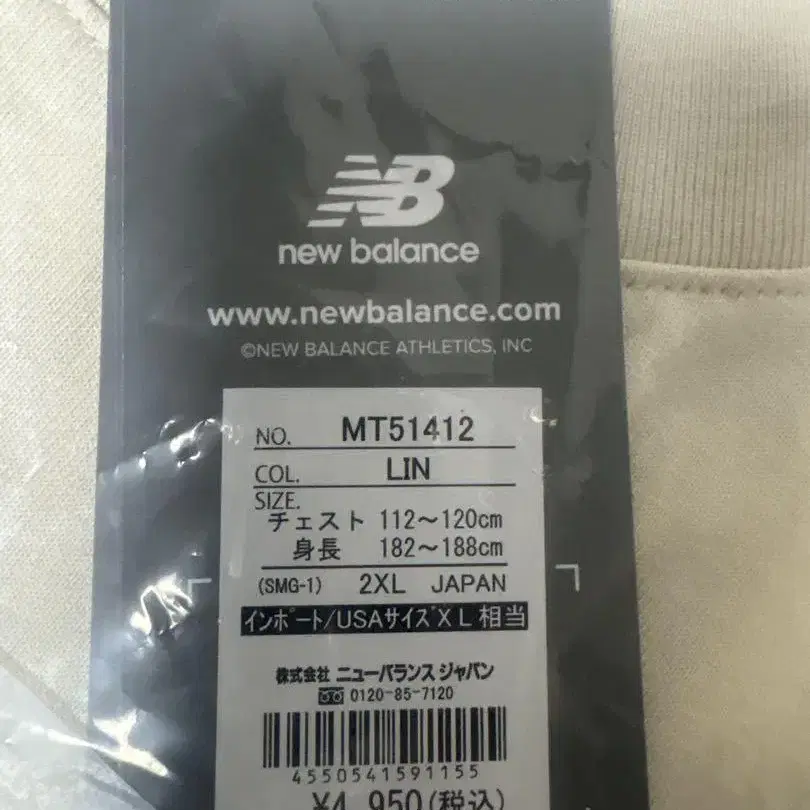 NB
new balance
www.newbalance.com
©NEW BALANCE ATHLETICS, INC
NO. MT51412
COL. LIN
SIZE.
チェスト 112～120cm
身長 182～188cm
(SMG-1) 2XL JAPAN
インポート/USAサイズXL相当
株式会社 ニューバランス ジャパン
0120-85-7120
4550541591155
¥4,950(税込)